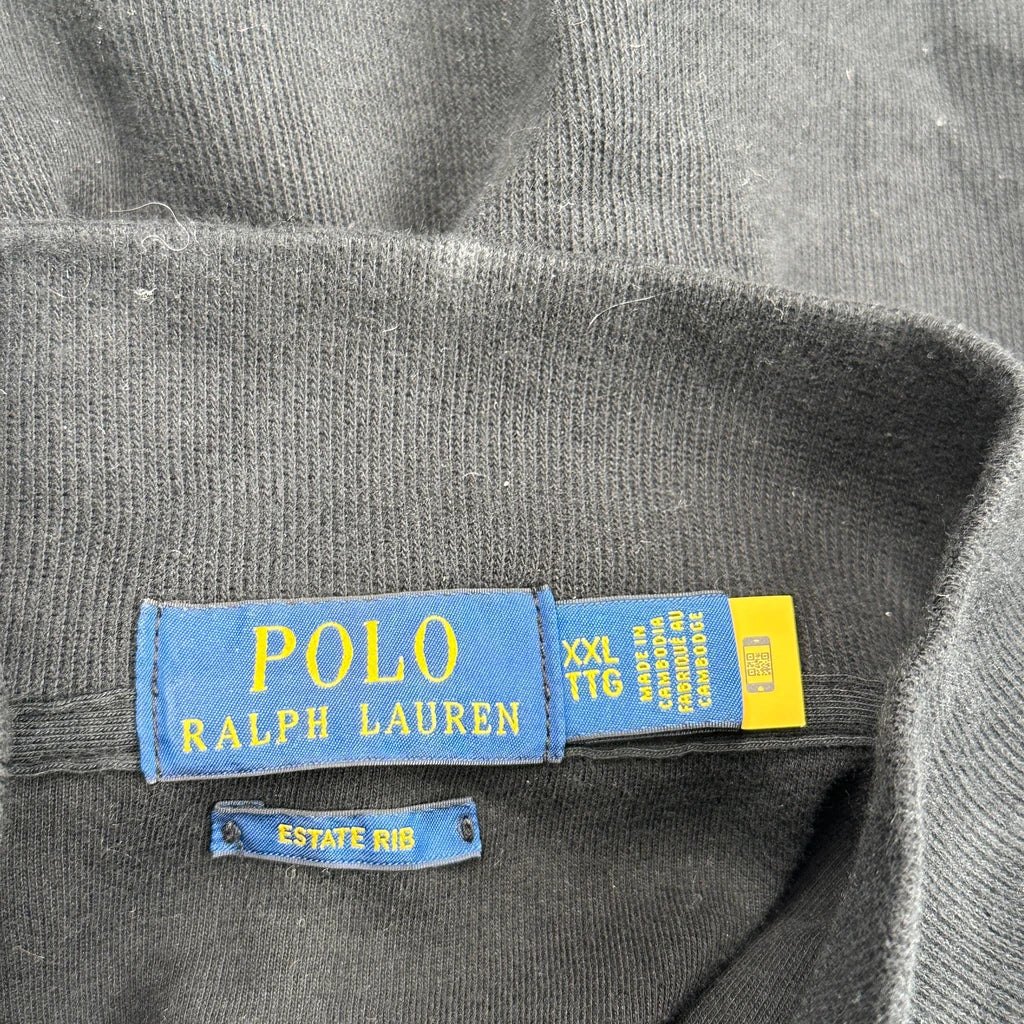 POLO
RALPH LAUREN
XXL
TTG
MADE IN
CAMBODIA
FABRIQUÉ AU
CAMBODGE
ESTATE RIB